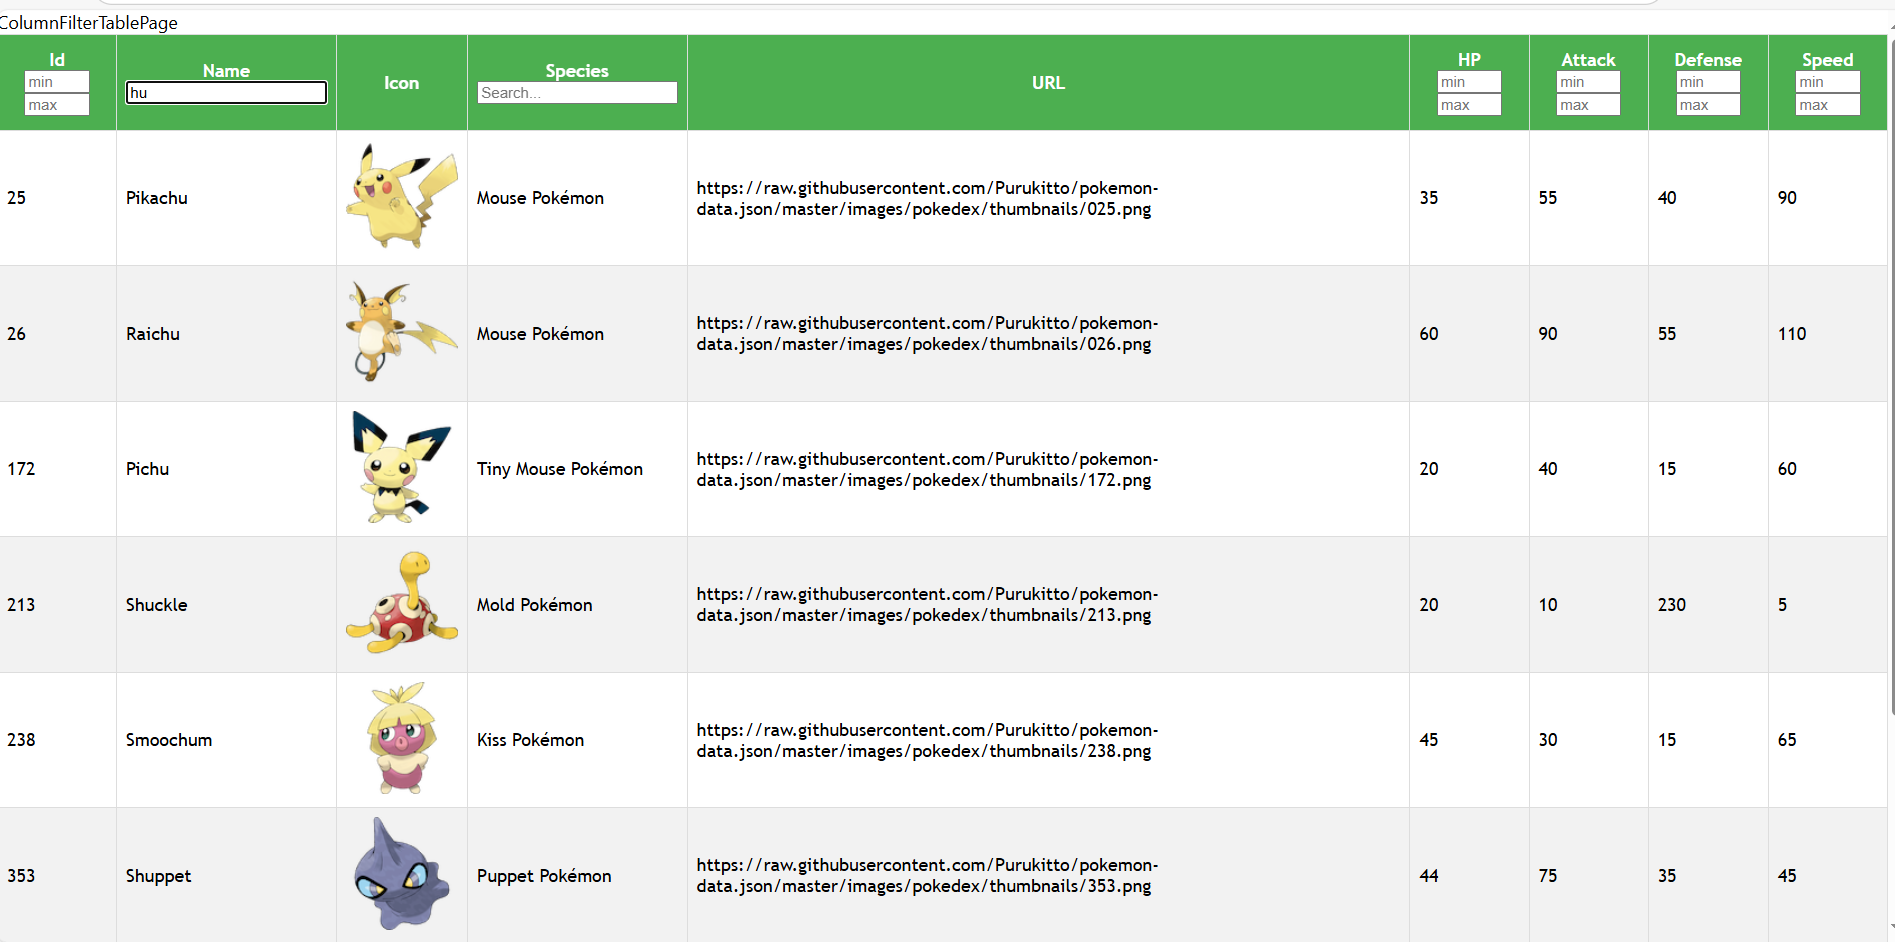 ColumnFilterTablePage
Id Name Icon Species URL HP Attack Defense Speed
min hu Search... min min min min
max max max max max
25 Pikachu Mouse Pokémon https://raw.githubusercontent.com/Purukitto/pokemon- 35 55 40 90
data.json/master/images/pokedex/thumbnails/025.png
26 Raichu Mouse Pokémon https://raw.githubusercontent.com/Purukitto/pokemon- 60 90 55 110
data.json/master/images/pokedex/thumbnails/026.png
172 Pichu Tiny Mouse Pokémon https://raw.githubusercontent.com/Purukitto/pokemon- 20 40 15 60
data.json/master/images/pokedex/thumbnails/172.png
213 Shuckle Mold Pokémon https://raw.githubusercontent.com/Purukitto/pokemon- 20 10 230 5
data.json/master/images/pokedex/thumbnails/213.png
238 Smoochum Kiss Pokémon https://raw.githubusercontent.com/Purukitto/pokemon- 45 30 15 65
data.json/master/images/pokedex/thumbnails/238.png
353 Shuppet Puppet Pokémon https://raw.githubusercontent.com/Purukitto/pokemon- 44 75 35 45
data.json/master/images/pokedex/thumbnails/353.png